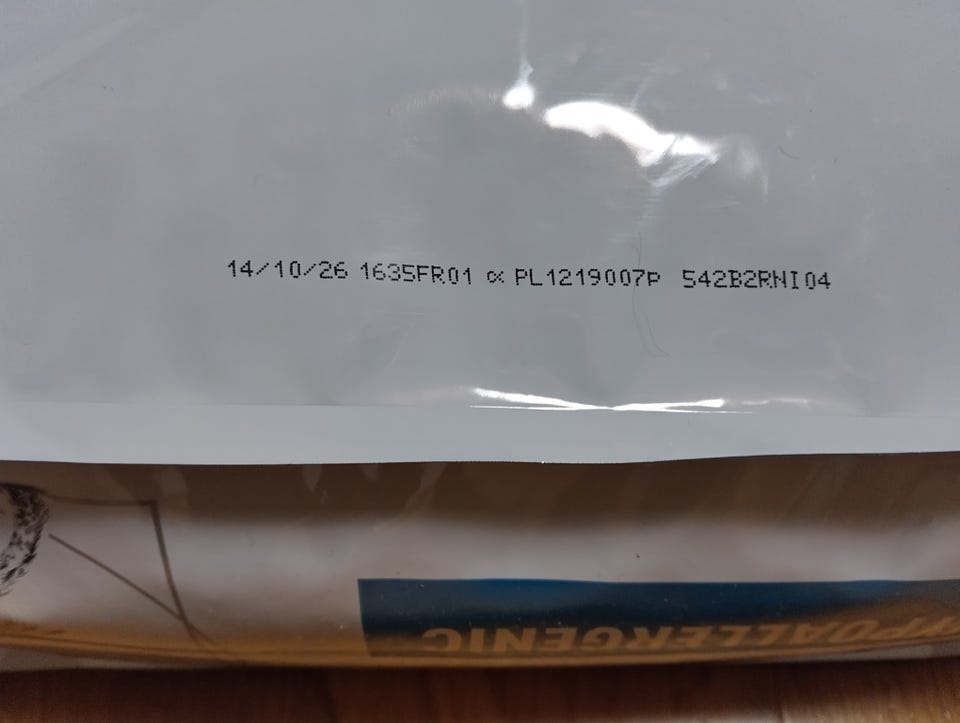 14/10/26 1635FR01 ∝ PL1219007P 542B2RNI04
HYPOALLERGENIC